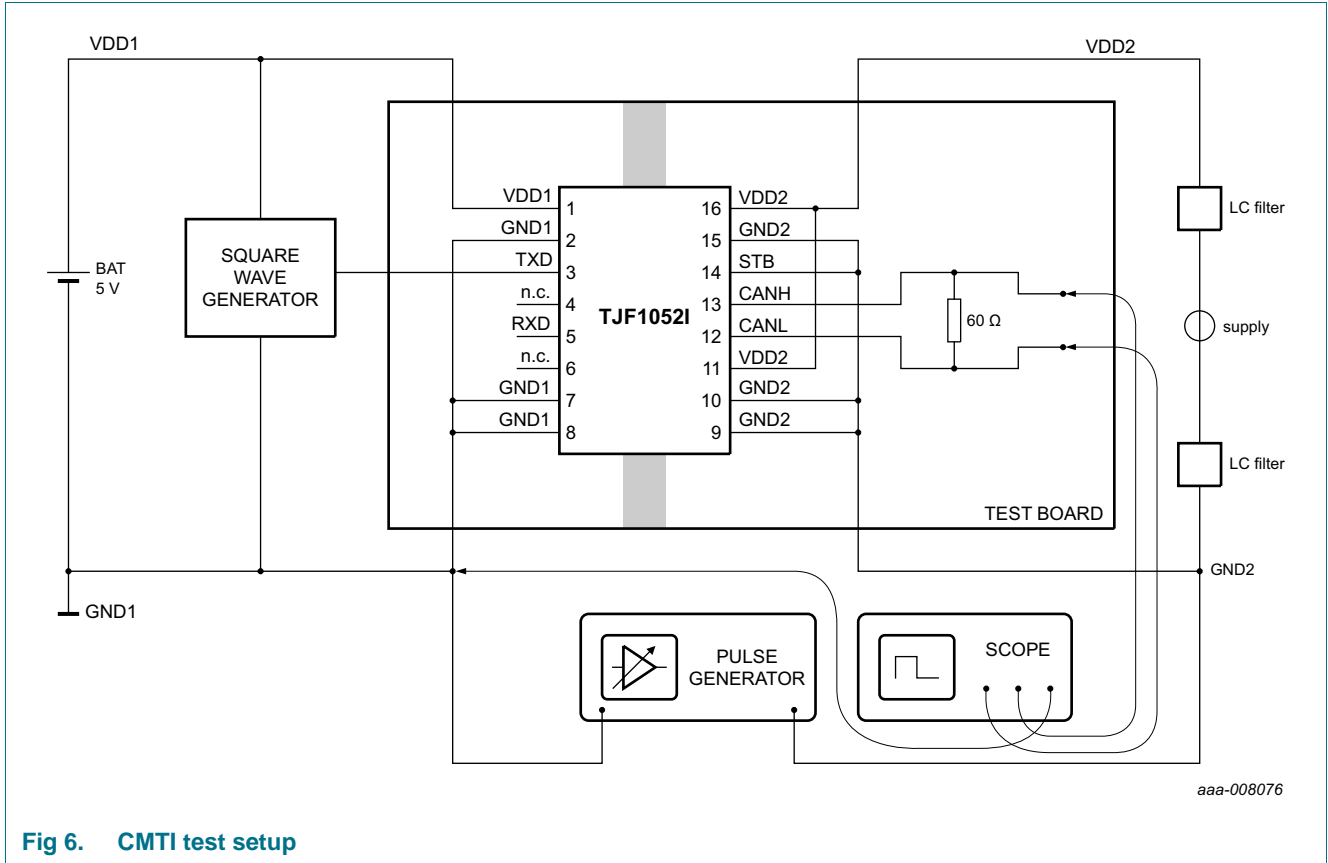 VDD1
VDD2
BAT
5 V
SQUARE
WAVE
GENERATOR
VDD1
GND1
TXD
n.c.
RXD
n.c.
GND1
GND1
1
2
3
4
5
6
7
8
TJF1052I
16
15
14
13
12
11
10
9
VDD2
GND2
STB
CANH
CANL
VDD2
GND2
GND2
60 Ω
LC filter
supply
LC filter
TEST BOARD
GND1
GND2
PULSE
GENERATOR
SCOPE
aaa-008076
Fig 6. CMTI test setup